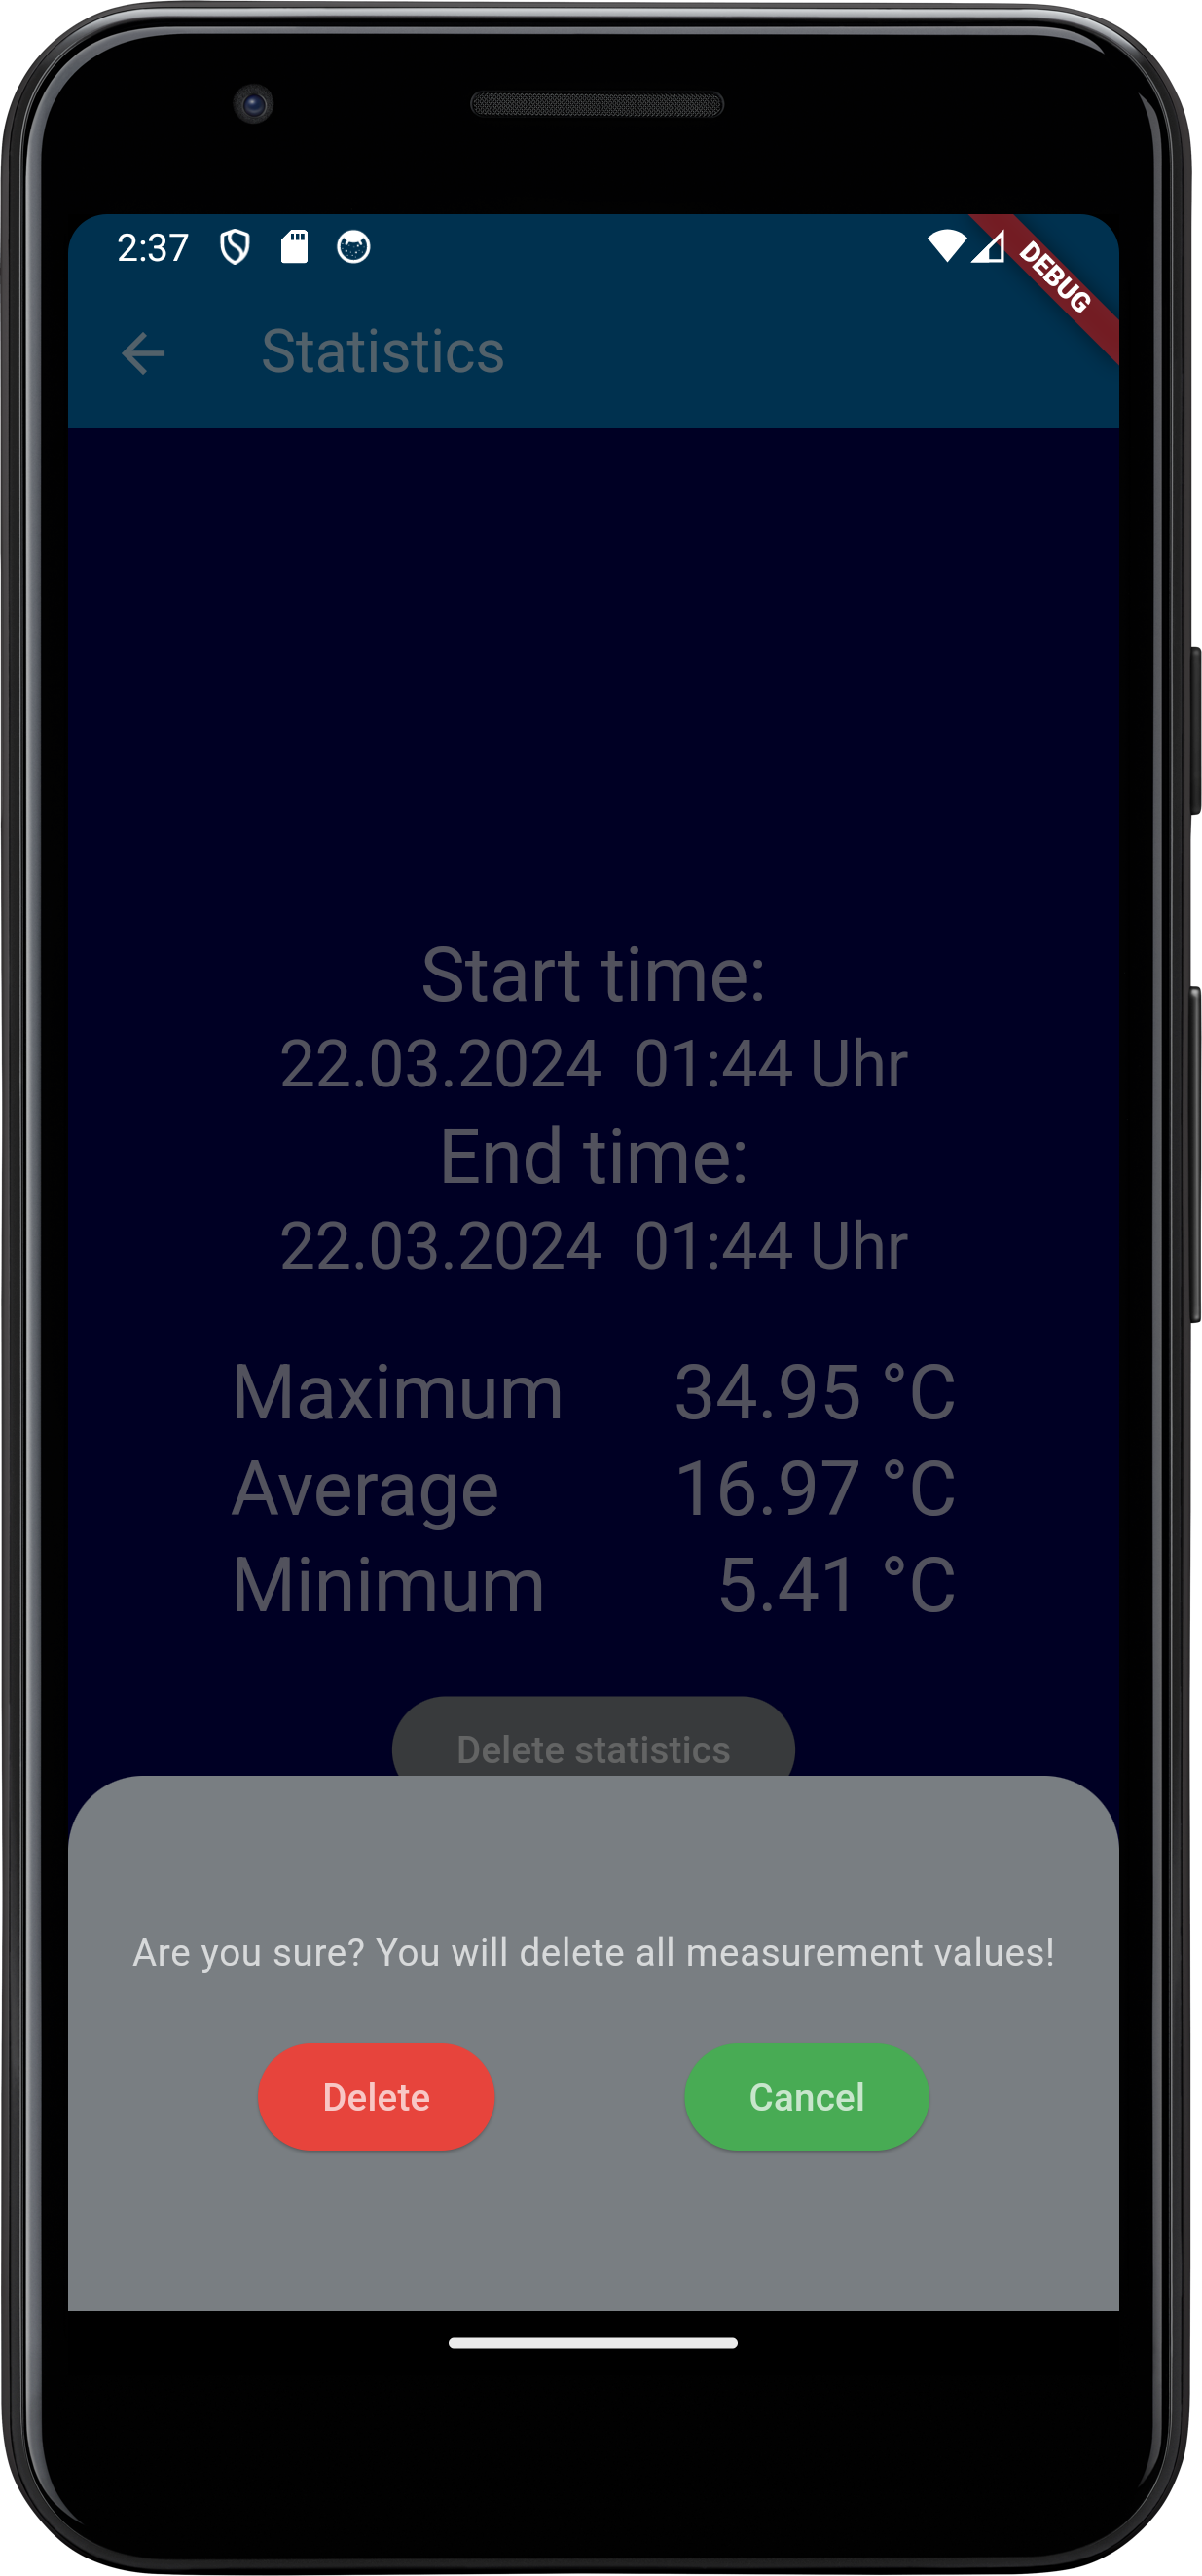 2:37
DEBUG
Statistics
Start time:
22.03.2024 01:44 Uhr
End time:
22.03.2024 01:44 Uhr
Maximum 34.95 °C
Average 16.97 °C
Minimum 5.41 °C
Delete statistics
Are you sure? You will delete all measurement values!
Delete Cancel